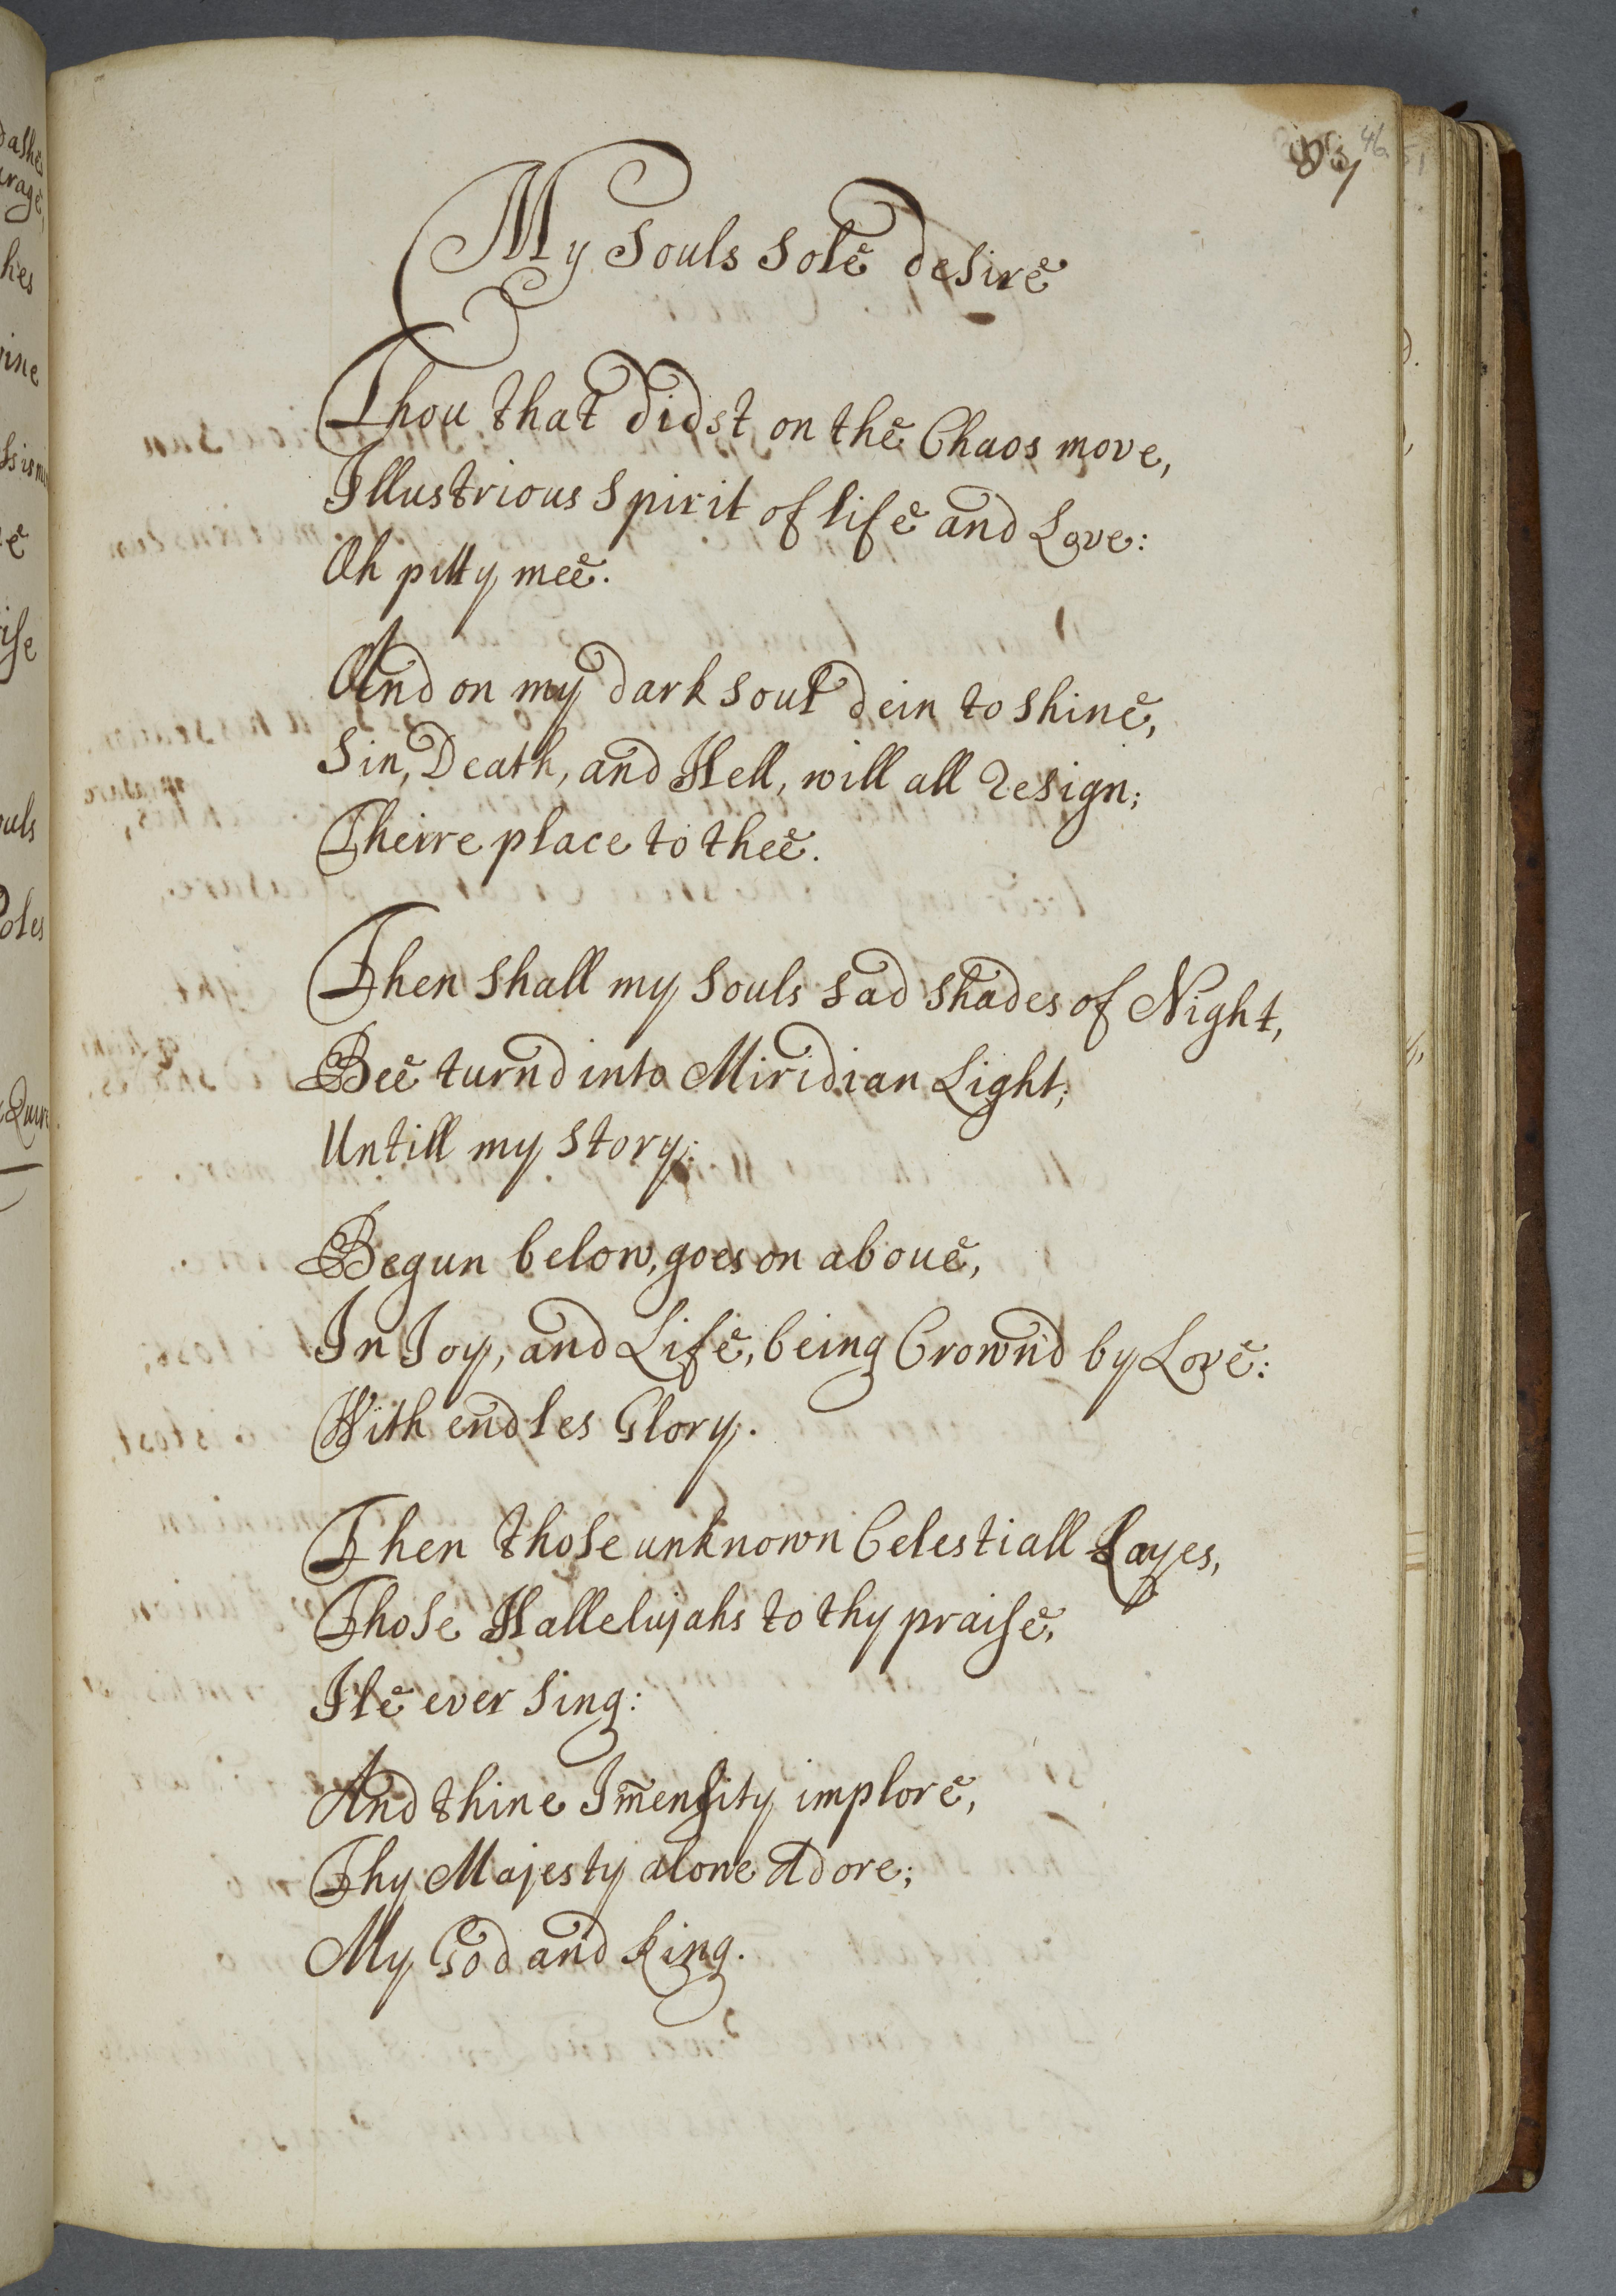 46
My Souls Sole desire
Thou that didst on the Chaos move,
Illustrious Spirit of life and Love:
Oh pitty mee.
And on my dark soul dein to shine,
Sin, Death, and Hell, will all resign;
Theire place to thee.
Then shall my Souls sad shades of Night,
Bee turnd into Miridian Light;
Untill my Story:
Begun below, goes on aboue,
In Joy, and Life, being Crown'd by Love:
With endles Glory.
Then those unknown Celestiall Layes,
Those Hallelujahs to thy praise,
Ile ever Sing:
And thine Im̄ensity implore,
Thy Majesty alone Adore;
My God and King.